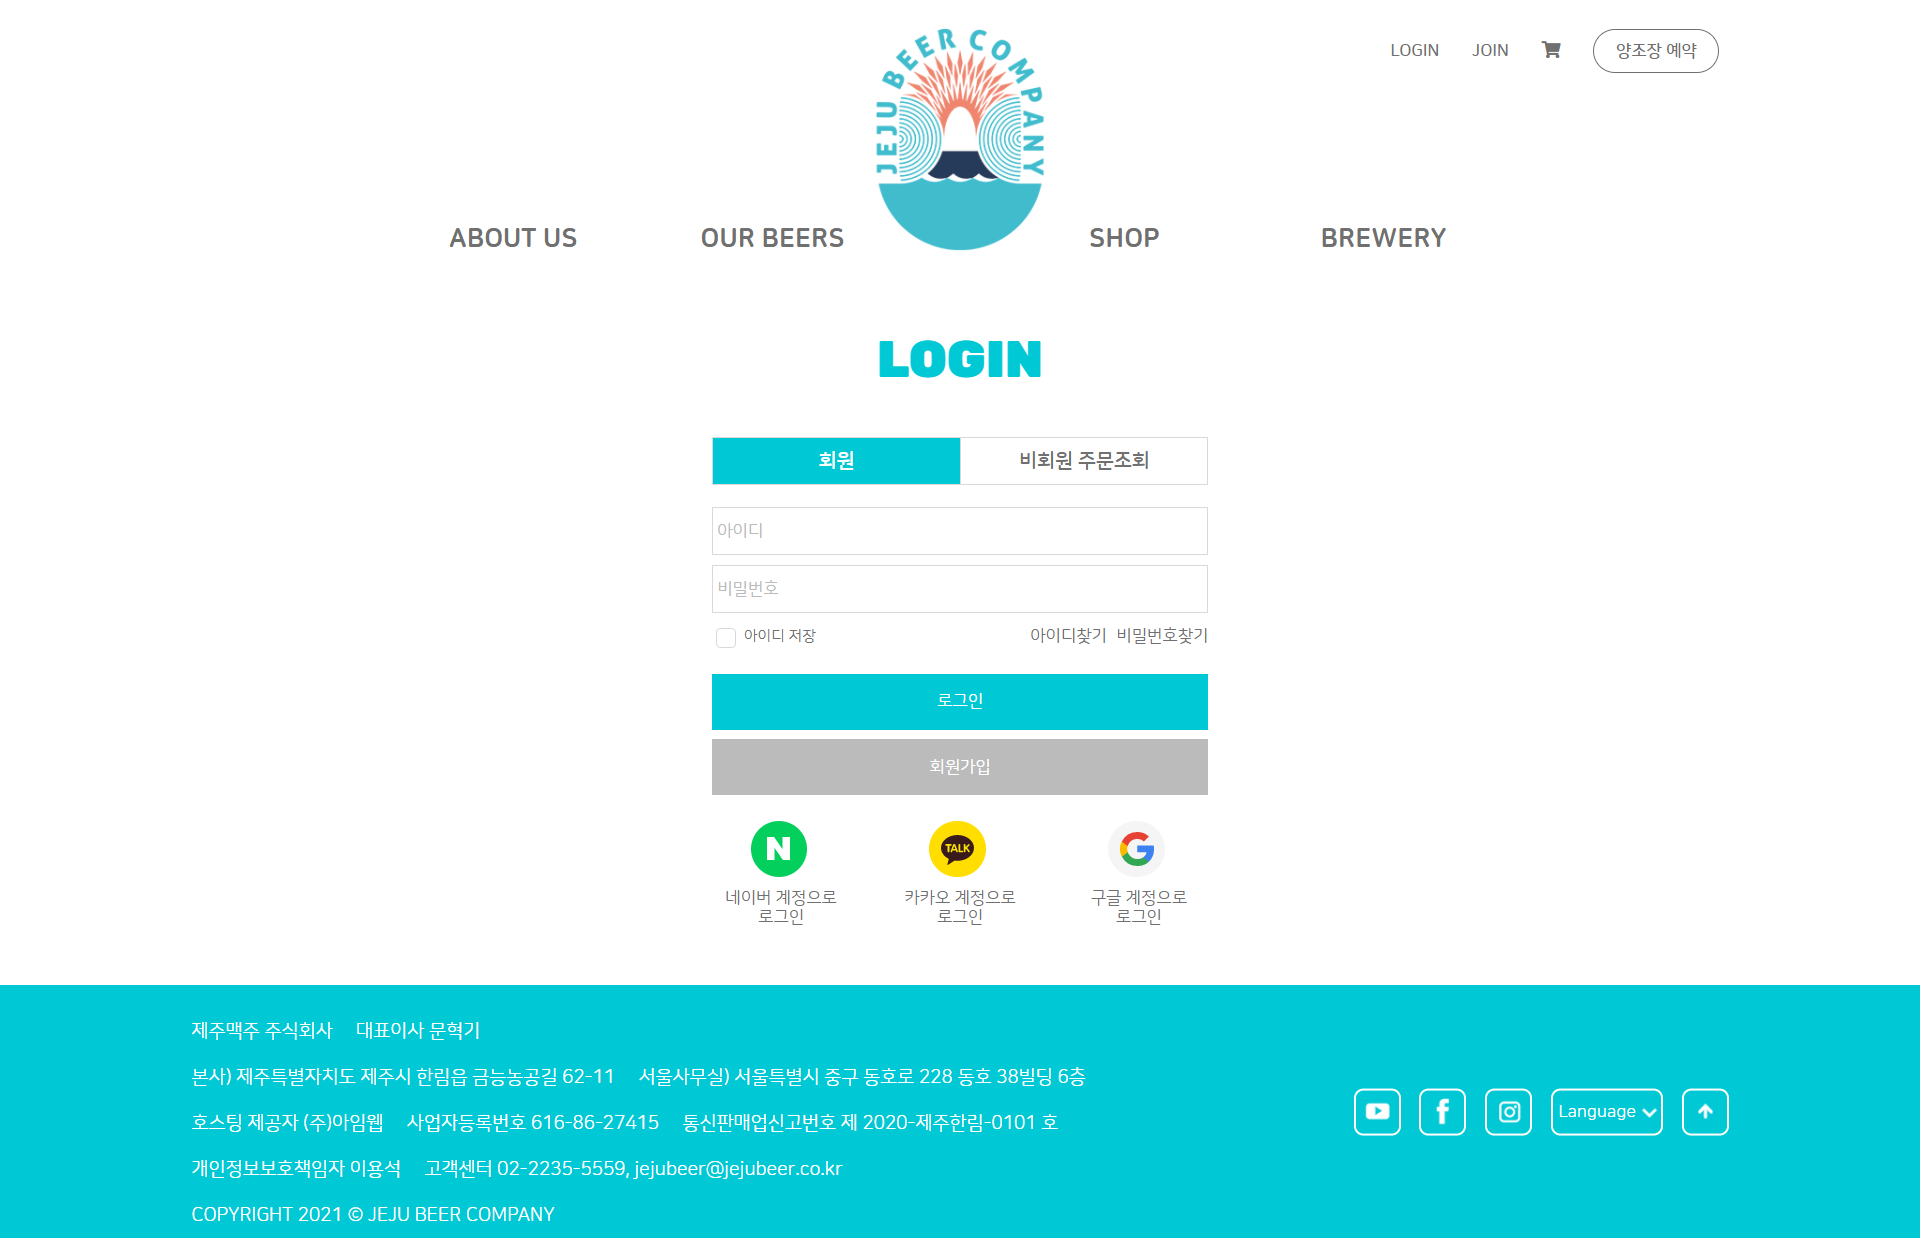 JEJU BEER COMPANY
LOGIN JOIN 양조장 예약
ABOUT US OUR BEERS SHOP BREWERY
LOGIN
회원 비회원 주문조회
아이디
비밀번호
아이디 저장 아이디찾기 비밀번호찾기
로그인
회원가입
N TALK G
네이버 계정으로 카카오 계정으로 구글 계정으로
로그인 로그인 로그인
제주맥주 주식회사 대표이사 문혁기
본사) 제주특별자치도 제주시 한림읍 금능농공길 62-11 서울사무실) 서울특별시 중구 동호로 228 동호 38빌딩 6층
호스팅 제공자 (주)아임웹 사업자등록번호 616-86-27415 통신판매업신고번호 제 2020-제주한림-0101 호
Language
개인정보보호책임자 이용석 고객센터 02-2235-5559, jejubeer@jejubeer.co.kr
COPYRIGHT 2021 © JEJU BEER COMPANY